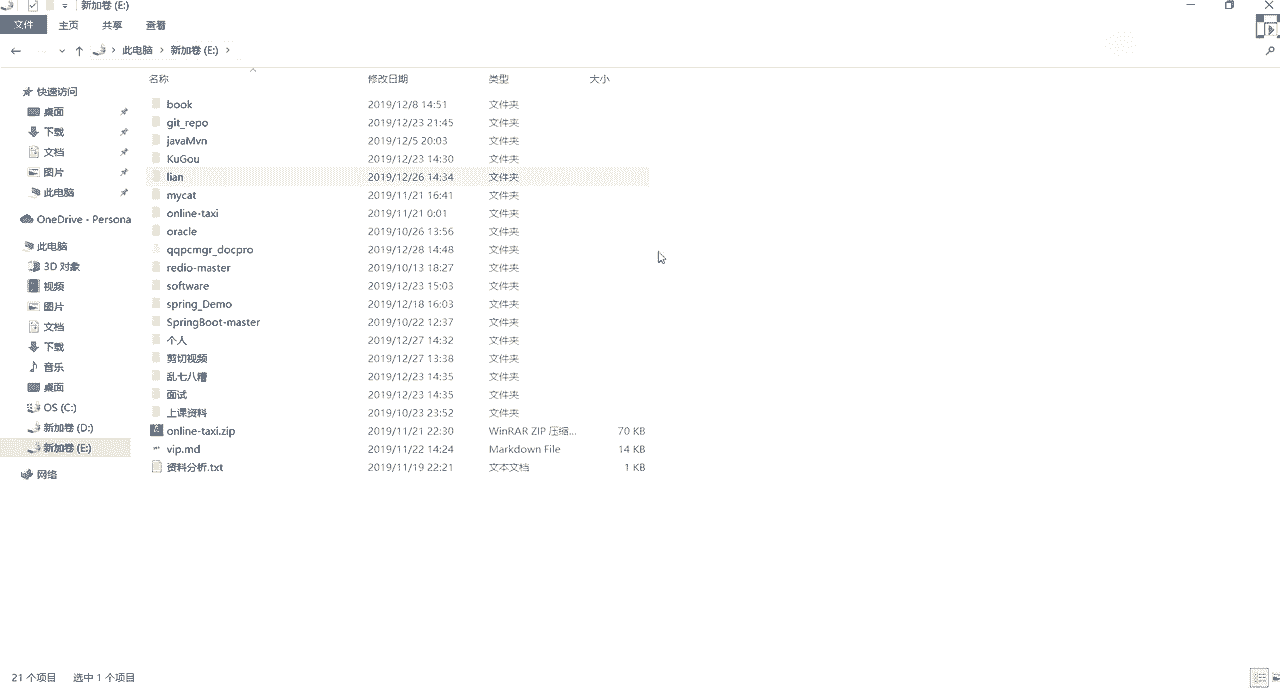 新加卷 (E:)
文件 主页 共享 查看
此电脑 > 新加卷 (E:) >
名称 修改日期 类型 大小
快速访问
桌面
下载
文档
图片
此电脑
OneDrive - Persona
此电脑
3D 对象
视频
图片
文档
下载
音乐
桌面
OS (C:)
新加卷 (D:)
新加卷 (E:)
网络
book 2019/12/8 14:51 文件夹
git_repo 2019/12/23 21:45 文件夹
javaMvn 2019/12/5 20:03 文件夹
KuGou 2019/12/23 14:30 文件夹
lian 2019/12/26 14:34 文件夹
mycat 2019/11/21 16:41 文件夹
online-taxi 2019/11/21 0:01 文件夹
oracle 2019/10/26 13:56 文件夹
qqpcmgr_docpro 2019/12/28 14:48 文件夹
redio-master 2019/10/13 18:27 文件夹
software 2019/12/23 15:03 文件夹
spring_Demo 2019/12/18 16:03 文件夹
SpringBoot-master 2019/10/22 12:37 文件夹
个人 2019/12/27 14:32 文件夹
剪切视频 2019/12/27 13:38 文件夹
乱七八糟 2019/12/23 14:35 文件夹
面试 2019/12/23 14:35 文件夹
上课资料 2019/10/23 23:52 文件夹
online-taxi.zip 2019/11/21 22:30 WinRAR ZIP 压缩... 70 KB
vip.md 2019/11/22 14:24 Markdown File 14 KB
资料分析.txt 2019/11/19 22:21 文本文档 1 KB
21 个项目 选中 1 个项目